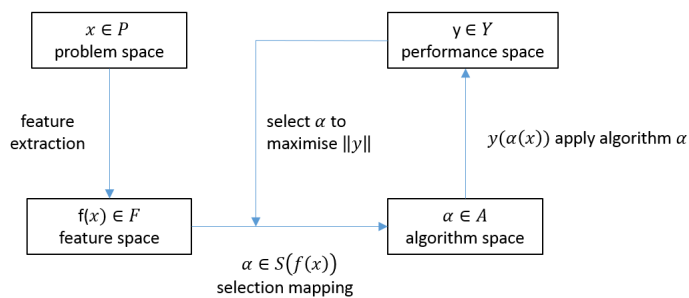 x ∈ P
problem space
y ∈ Y
performance space
feature
extraction
select α to
maximise ‖y‖
y(α(x)) apply algorithm α
f(x) ∈ F
feature space
α ∈ A
algorithm space
α ∈ S(f(x))
selection mapping